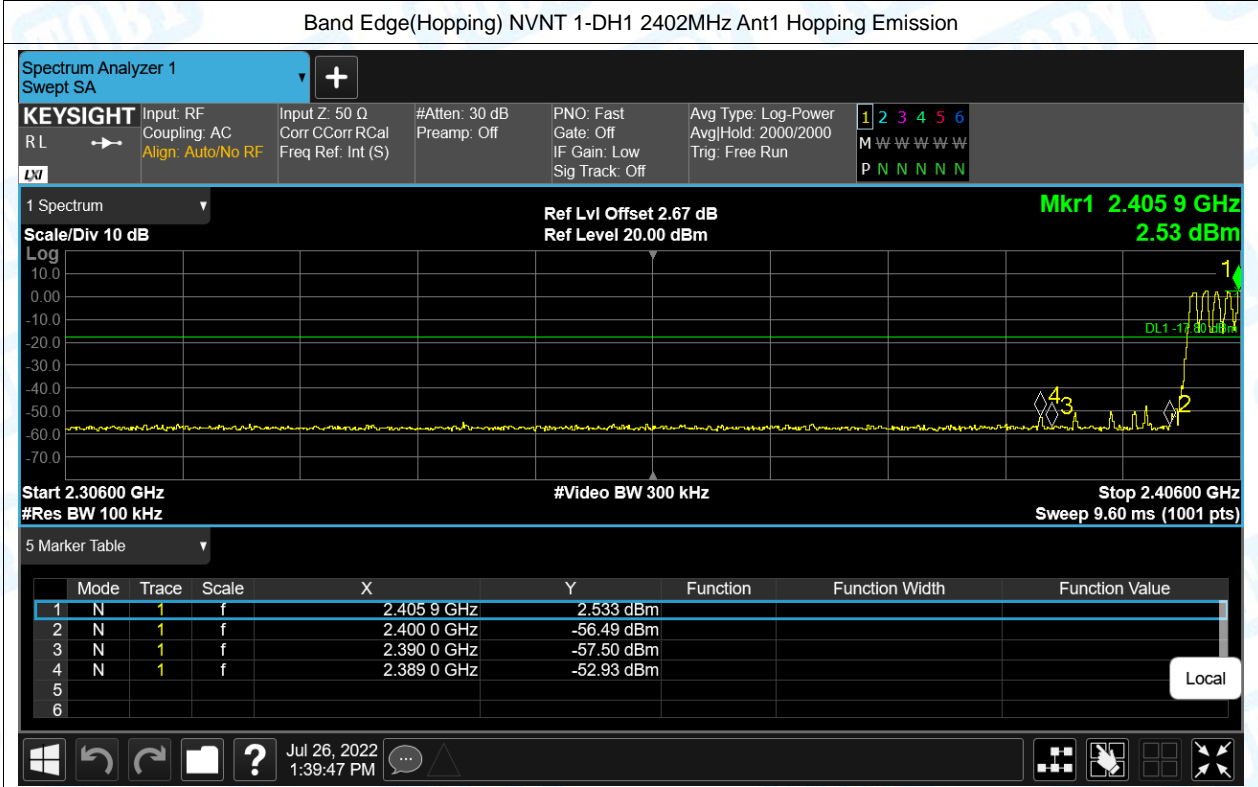 Band Edge(Hopping) NVNT 1-DH1 2402MHz Ant1 Hopping Emission
Spectrum Analyzer 1
Swept SA
+
KEYSIGHT
R L
LXI
Input: RF
Coupling: AC
Align: Auto/No RF
Input Z: 50 Ω
Corr CCorr RCal
Freq Ref: Int (S)
#Atten: 30 dB
Preamp: Off
PNO: Fast
Gate: Off
IF Gain: Low
Sig Track: Off
Avg Type: Log-Power
Avg|Hold: 2000/2000
Trig: Free Run
1 2 3 4 5 6
M W W W W W
P N N N N N
1 Spectrum
Scale/Div 10 dB
Ref Lvl Offset 2.67 dB
Ref Level 20.00 dBm
Mkr1 2.405 9 GHz
2.53 dBm
Log
10.0
0.00
-10.0
-20.0
-30.0
-40.0
-50.0
-60.0
-70.0
1
DL1 -17.80 dBm
4
3
2
Start 2.30600 GHz
#Video BW 300 kHz
Stop 2.40600 GHz
#Res BW 100 kHz
Sweep 9.60 ms (1001 pts)
5 Marker Table
Mode Trace Scale X Y Function Function Width Function Value
1 N 1 f 2.405 9 GHz 2.533 dBm
2 N 1 f 2.400 0 GHz -56.49 dBm
3 N 1 f 2.390 0 GHz -57.50 dBm
4 N 1 f 2.389 0 GHz -52.93 dBm
5
6
Local
?
Jul 26, 2022
1:39:47 PM